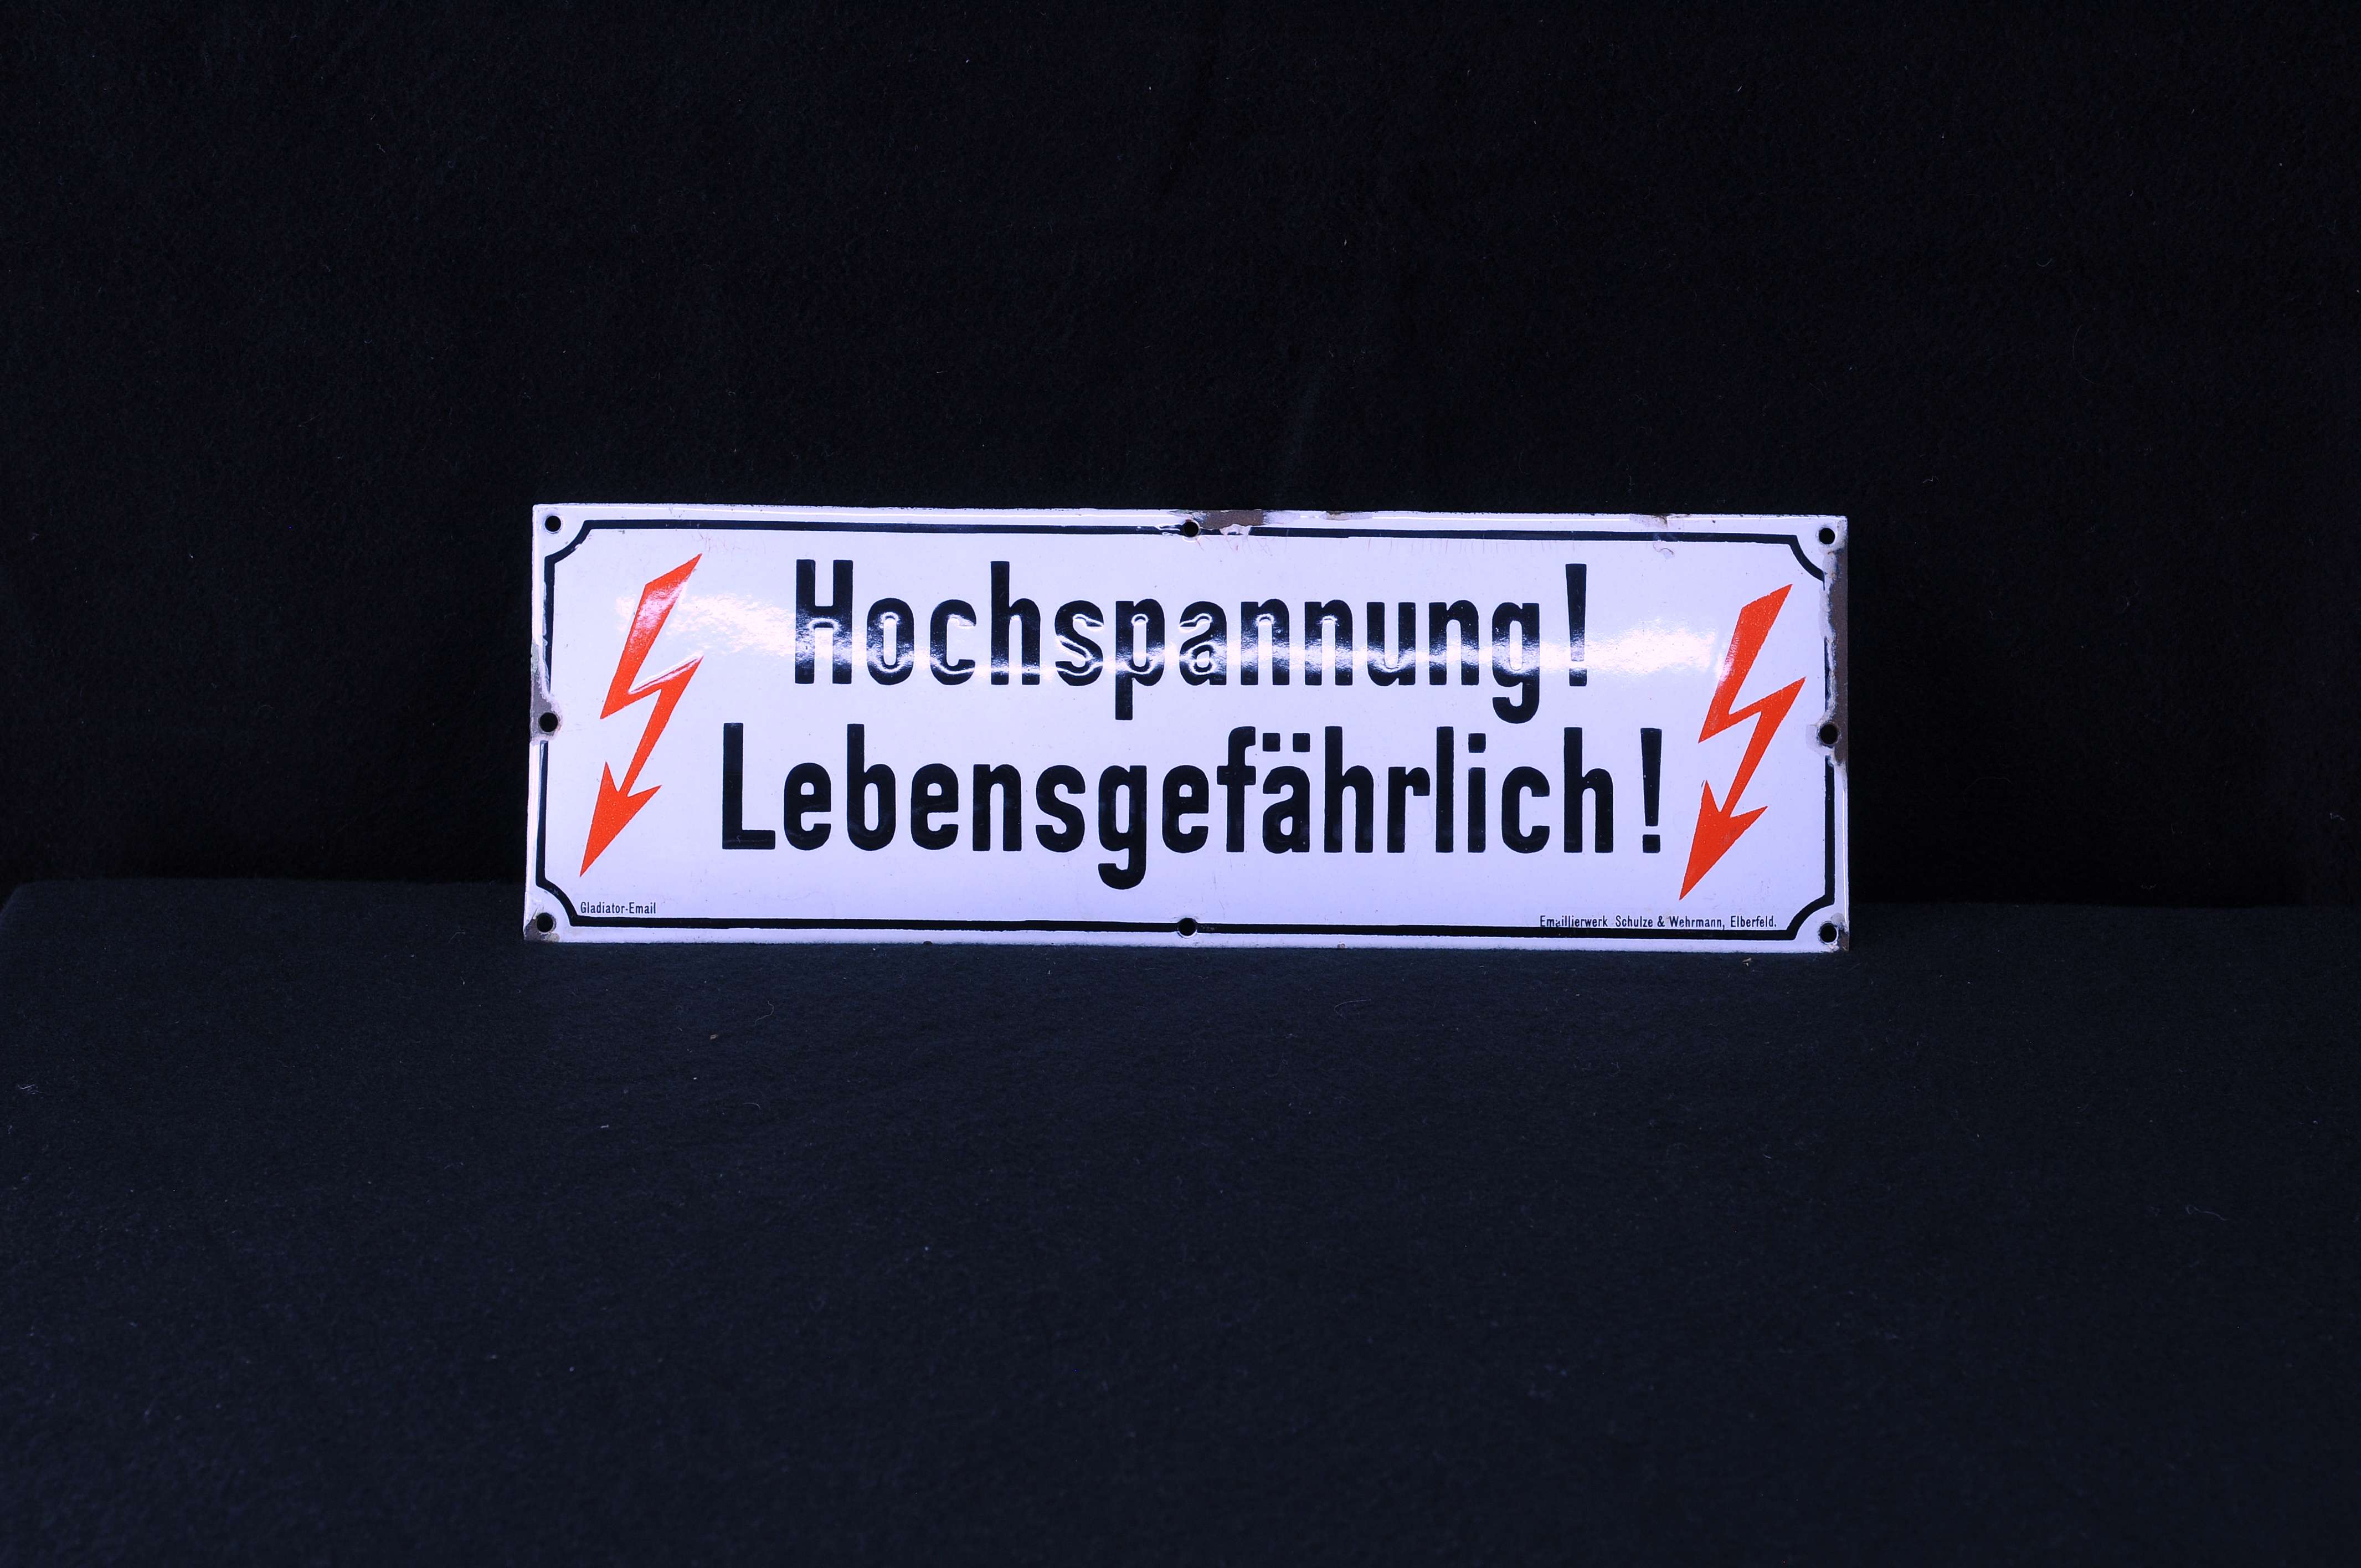 Hochspannung!
Lebensgefährlich!
Gladiator-Email
Emaillierwerk Schulze & Wehrmann, Elberfeld.